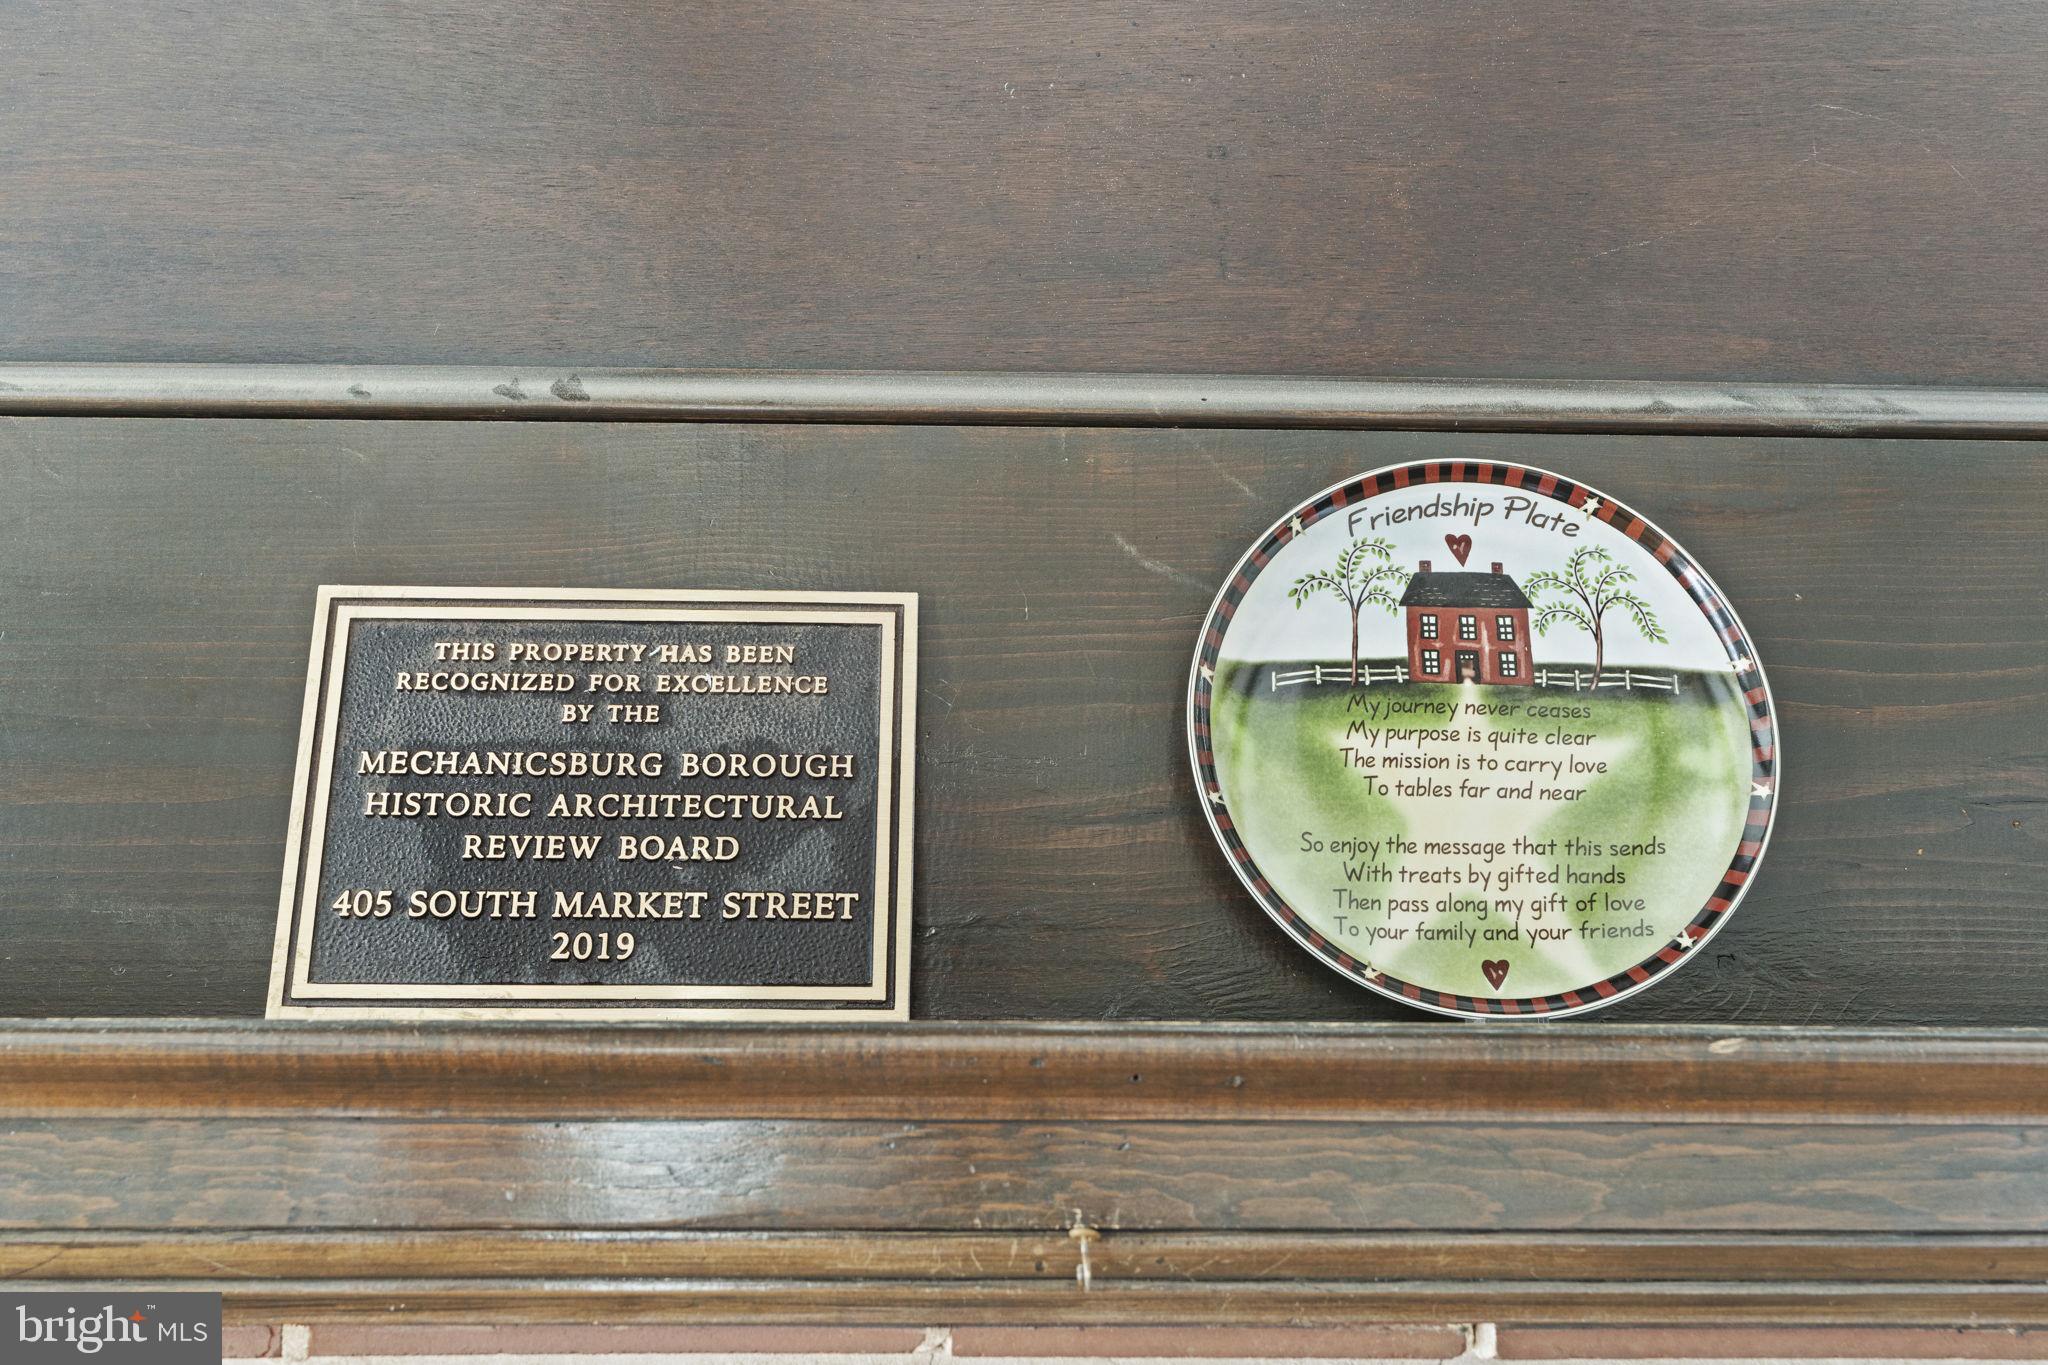 THIS PROPERTY HAS BEEN
RECOGNIZED FOR EXCELLENCE
BY THE
MECHANICSBURG BOROUGH
HISTORIC ARCHITECTURAL
REVIEW BOARD
405 SOUTH MARKET STREET
2019
Friendship Plate
My journey never ceases
My purpose is quite clear
The mission is to carry love
To tables far and near
So enjoy the message that this sends
With treats by gifted hands
Then pass along my gift of love
To your family and your friends
bright™ MLS